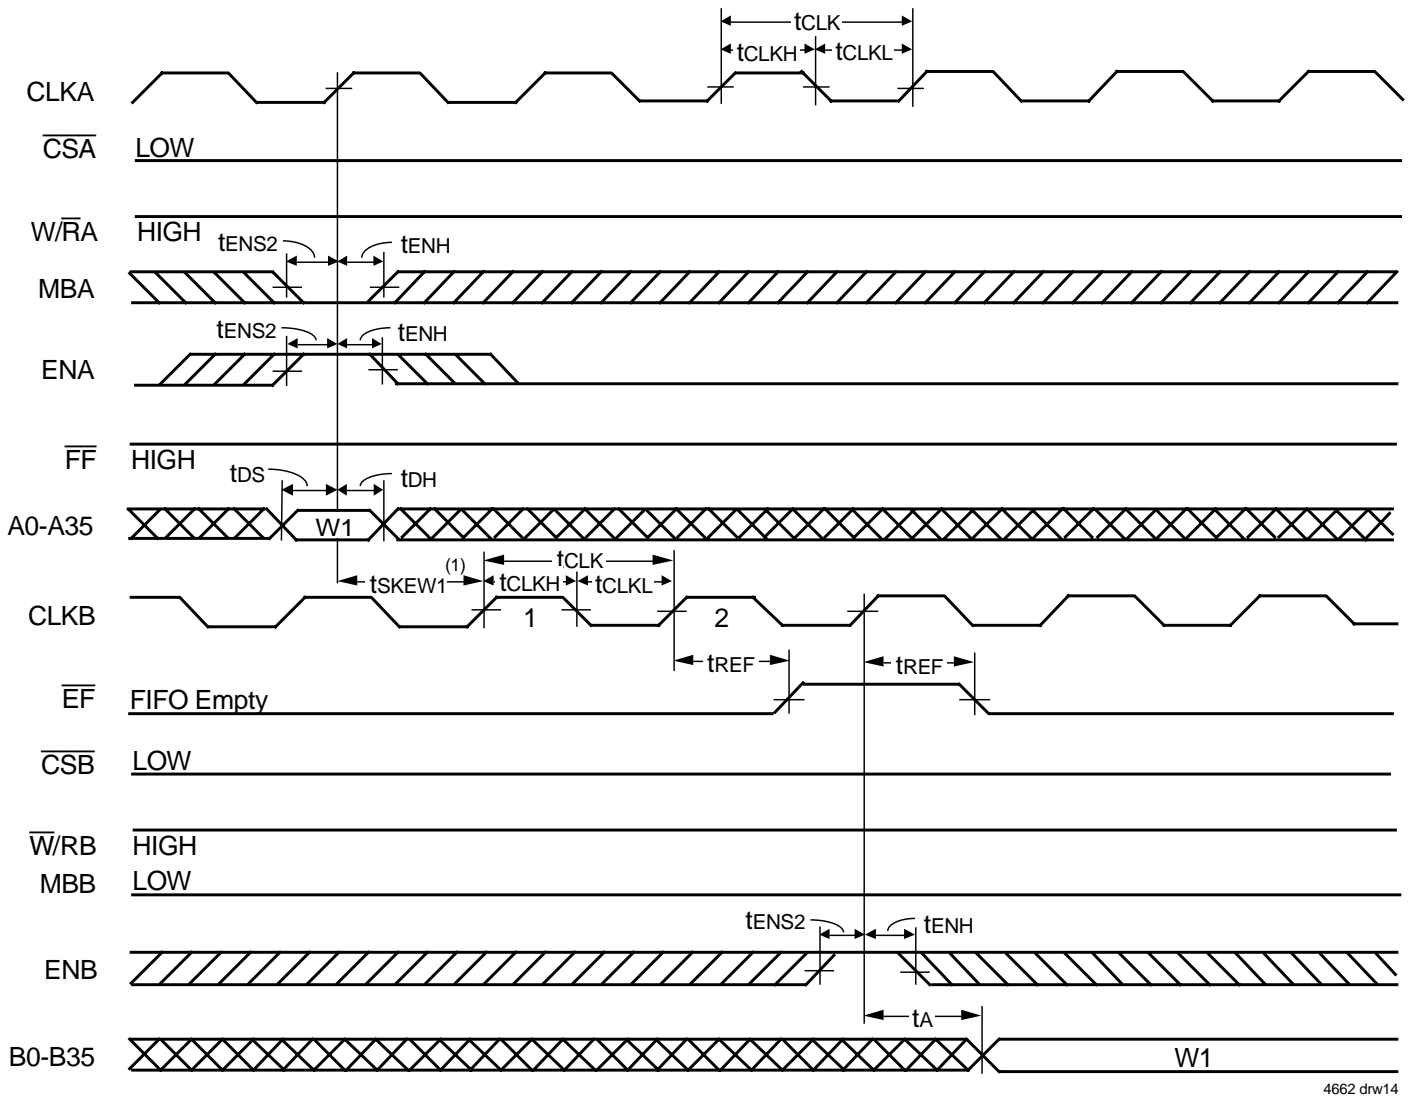 tCLK
tCLKH tCLKL
CLKA
CSA LOW
W/RA HIGH
tENS2 tENH
MBA
tENS2 tENH
ENA
FF HIGH
tDS tDH
A0-A35 W1
tSKEW1(1) tCLK
tCLKH tCLKL
CLKB 1 2
tREF tREF
EF FIFO Empty
CSB LOW
W/RB HIGH
MBB LOW
tENS2 tENH
ENB
tA
B0-B35 W1
4662 drw14